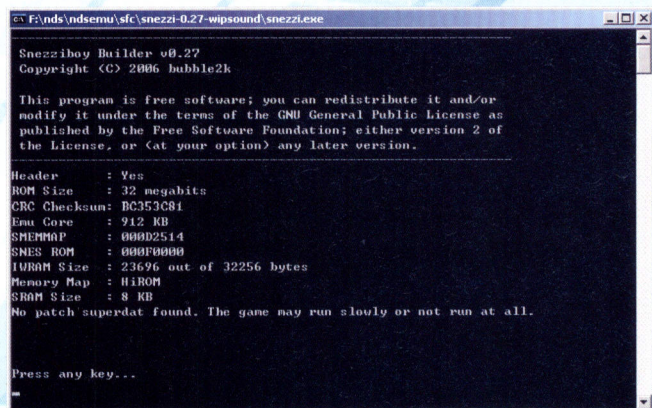 F:\nds\ndsemu\sfc\snezzi-0.27-wipsound\snezzi.exe
Snezziboy Builder v0.27
Copyright (C) 2006 bubble2k
This program is free software; you can redistribute it and/or
modify it under the terms of the GNU General Public License as
published by the Free Software Foundation; either version 2 of
the License, or (at your option) any later version.
Header : Yes
ROM Size : 32 megabits
CRC Checksum: BC353C81
Emu Core : 912 KB
SMEMMAP : 000D2514
SNES ROM : 000F0000
IWRAM Size : 23696 out of 32256 bytes
Memory Map : HiROM
SRAM Size : 8 KB
No patch superdat found. The game may run slowly or not run at all.
Press any key...